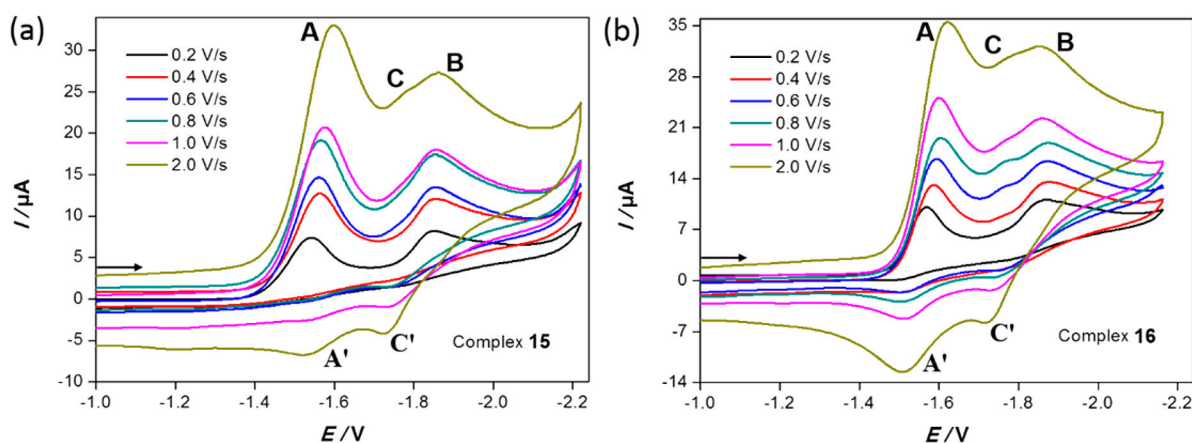 (a)
30
25
20
15
10
5
0
-5
-10
I /µA
0.2 V/s
0.4 V/s
0.6 V/s
0.8 V/s
1.0 V/s
2.0 V/s
A
C
B
A'
C'
Complex 15
-1.0 -1.2 -1.4 -1.6 -1.8 -2.0 -2.2
E /V
(b)
35
28
21
14
7
0
-7
-14
I /µA
0.2 V/s
0.4 V/s
0.6 V/s
0.8 V/s
1.0 V/s
2.0 V/s
A
C
B
A'
C'
Complex 16
-1.0 -1.2 -1.4 -1.6 -1.8 -2.0 -2.2
E /V